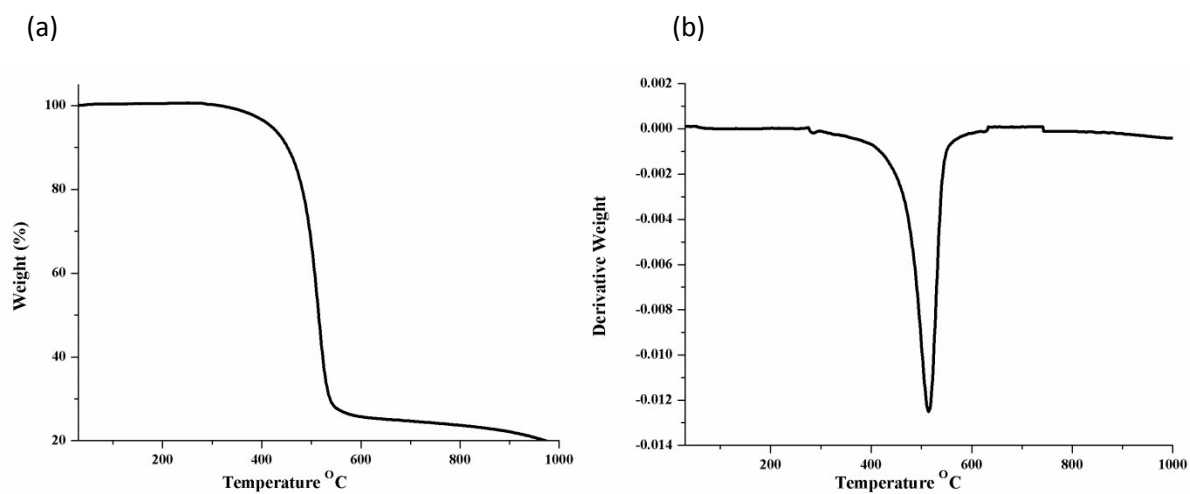 (a)
(b)
100
80
60
40
20
Weight (%)
200 400 600 800 1000
Temperature OC
0.002
0.000
-0.002
-0.004
-0.006
-0.008
-0.010
-0.012
-0.014
Derivative Weight
200 400 600 800 1000
Temperature OC